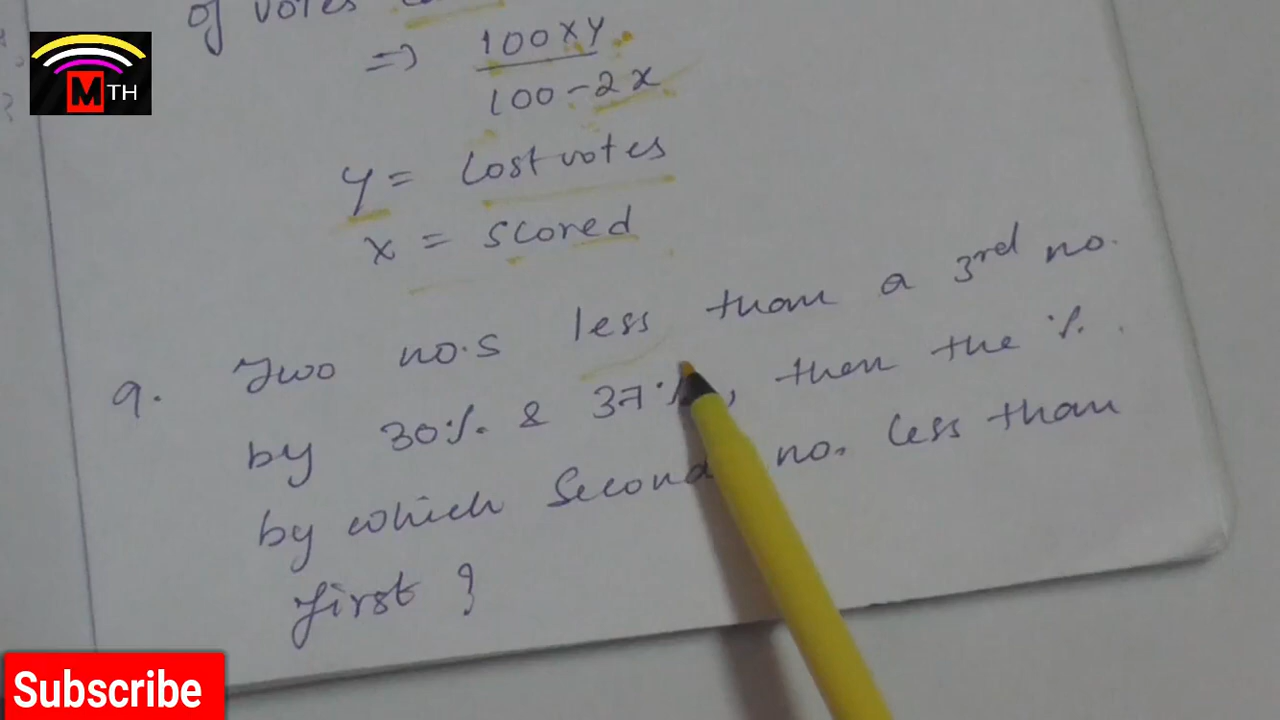 of votes
=> 100xy
100-2x
y = Lost votes
x = scored
9. Two no.s less than a 3rd no.
by 30%. & 37%, then the %.
by which Second no. less than
first ?
MTH
Subscribe